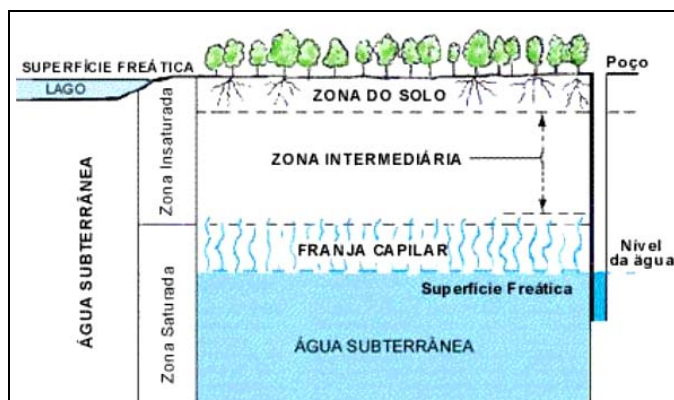 SUPERFÍCIE FREÁTICA
LAGO
ÁGUA SUBTERRÂNEA
Zona Insaturada
Zona Saturada
ZONA DO SOLO
ZONA INTERMEDIÁRIA
FRANJA CAPILAR
Superfície Freática
ÁGUA SUBTERRÂNEA
Poço
Nível
da água